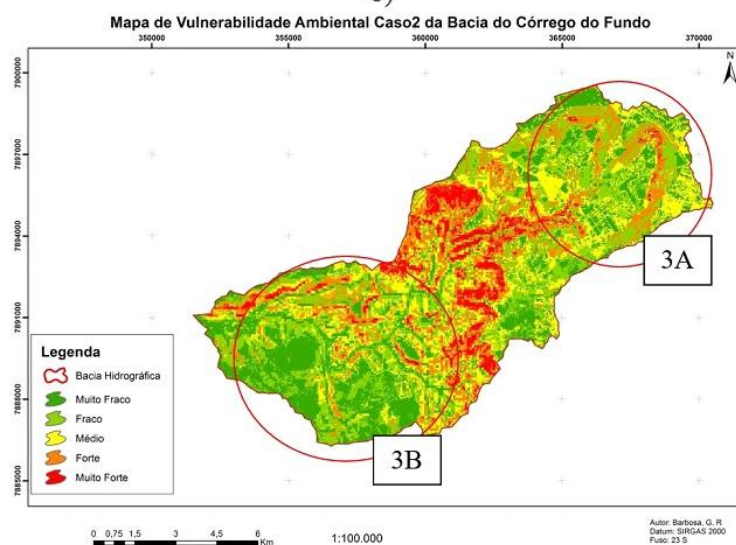 Mapa de Vulnerabilidade Ambiental Caso2 da Bacia do Córrego do Fundo
350000 355000 360000 365000 370000
N
7900000
7897000
7894000
7891000
7888000
7885000
3A
3B
Legenda
Bacia Hidrográfica
Muito Fraco
Fraco
Médio
Forte
Muito Forte
0 0,75 1,5 3 4,5 6
Km
1:100.000
Autor: Barbosa, G. R
Datum: SIRGAS 2000
Fuso: 23 S